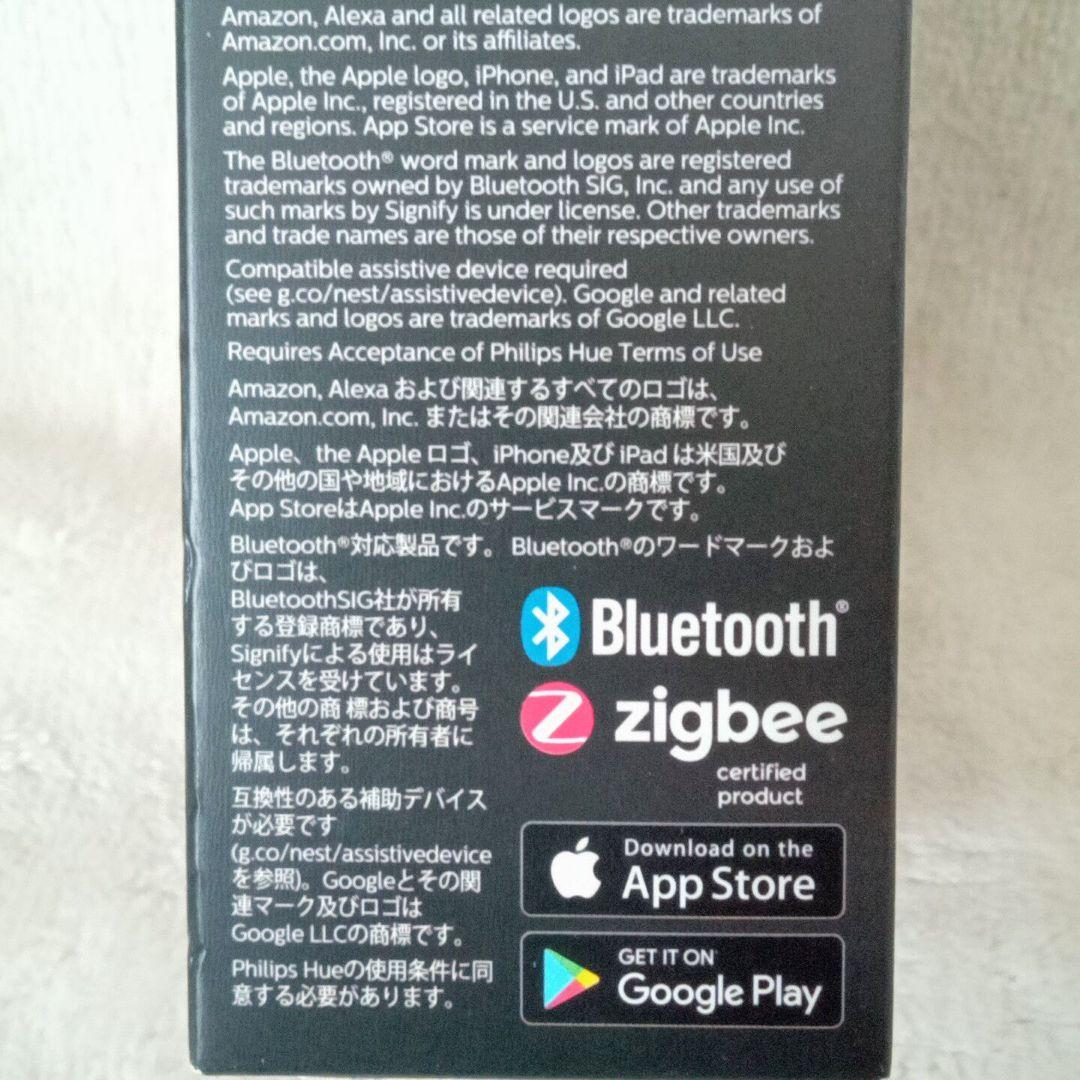 Amazon, Alexa and all related logos are trademarks of
Amazon.com, Inc. or its affiliates.
Apple, the Apple logo, iPhone, and iPad are trademarks
of Apple Inc., registered in the U.S. and other countries
and regions. App Store is a service mark of Apple Inc.
The Bluetooth® word mark and logos are registered
trademarks owned by Bluetooth SIG, Inc. and any use of
such marks by Signify is under license. Other trademarks
and trade names are those of their respective owners.
Compatible assistive device required
(see g.co/nest/assistivedevice). Google and related
marks and logos are trademarks of Google LLC.
Requires Acceptance of Philips Hue Terms of Use
Amazon, Alexa および関連するすべてのロゴは、
Amazon.com, Inc. またはその関連会社の商標です。
Apple、the Apple ロゴ、iPhone及び iPad は米国及び
その他の国や地域におけるApple Inc.の商標です。
App StoreはApple Inc.のサービスマークです。
Bluetooth®対応製品です。 Bluetooth®のワードマークおよ
びロゴは、
BluetoothSIG社が所有
する登録商標であり、
Signifyによる使用はライ
センスを受けています。
その他の商 標および商号
は、それぞれの所有者に
帰属します。
互換性のある補助デバイス
が必要です
(g.co/nest/assistivedevice
を参照)。Googleとその関
連マーク及びロゴは
Google LLCの商標です。
Philips Hueの使用条件に同
意する必要があります。
Bluetooth®
zigbee
certified
product
Download on the
App Store
GET IT ON
Google Play